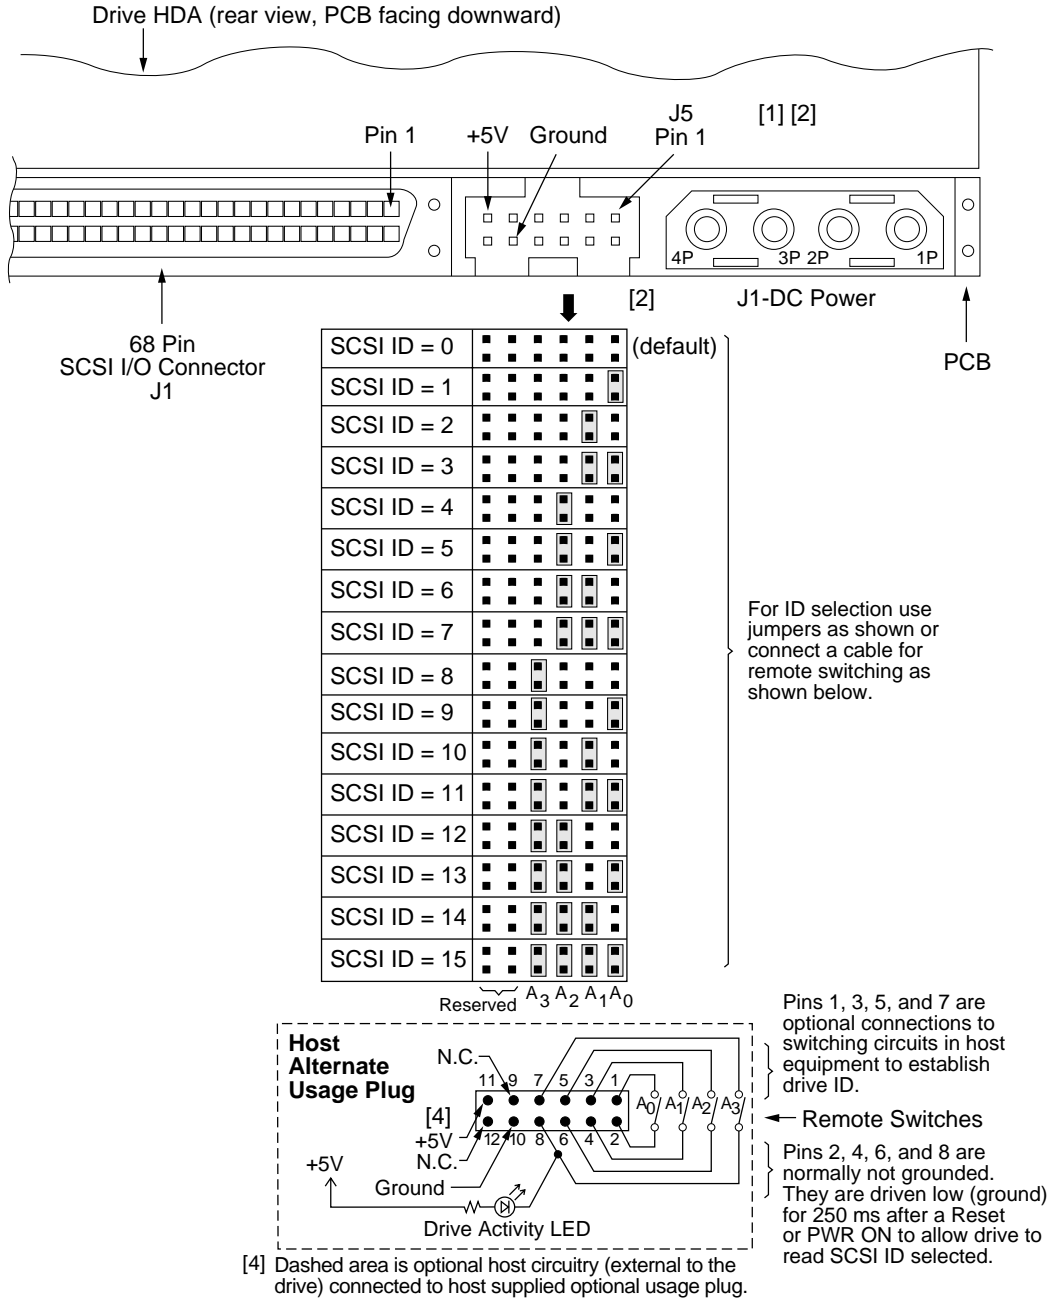 Drive HDA (rear view, PCB facing downward)
[1] [2]
J5
Pin 1
Pin 1
+5V
Ground
4P
3P
2P
1P
[2]
J1-DC Power
68 Pin
SCSI I/O Connector
J1
PCB
SCSI ID = 0
(default)
SCSI ID = 1
SCSI ID = 2
SCSI ID = 3
SCSI ID = 4
SCSI ID = 5
SCSI ID = 6
SCSI ID = 7
SCSI ID = 8
SCSI ID = 9
SCSI ID = 10
SCSI ID = 11
SCSI ID = 12
SCSI ID = 13
SCSI ID = 14
SCSI ID = 15
For ID selection use
jumpers as shown or
connect a cable for
remote switching as
shown below.
Reserved
A3 A2 A1 A0
Host
Alternate
Usage Plug
N.C.
11 9 7 5 3 1
[4]
+5V
N.C.
12 10 8 6 4 2
A0 A1 A2 A3
+5V
Ground
Drive Activity LED
Pins 1, 3, 5, and 7 are
optional connections to
switching circuits in host
equipment to establish
drive ID.
Remote Switches
Pins 2, 4, 6, and 8 are
normally not grounded.
They are driven low (ground)
for 250 ms after a Reset
or PWR ON to allow drive to
read SCSI ID selected.
[4] Dashed area is optional host circuitry (external to the
drive) connected to host supplied optional usage plug.